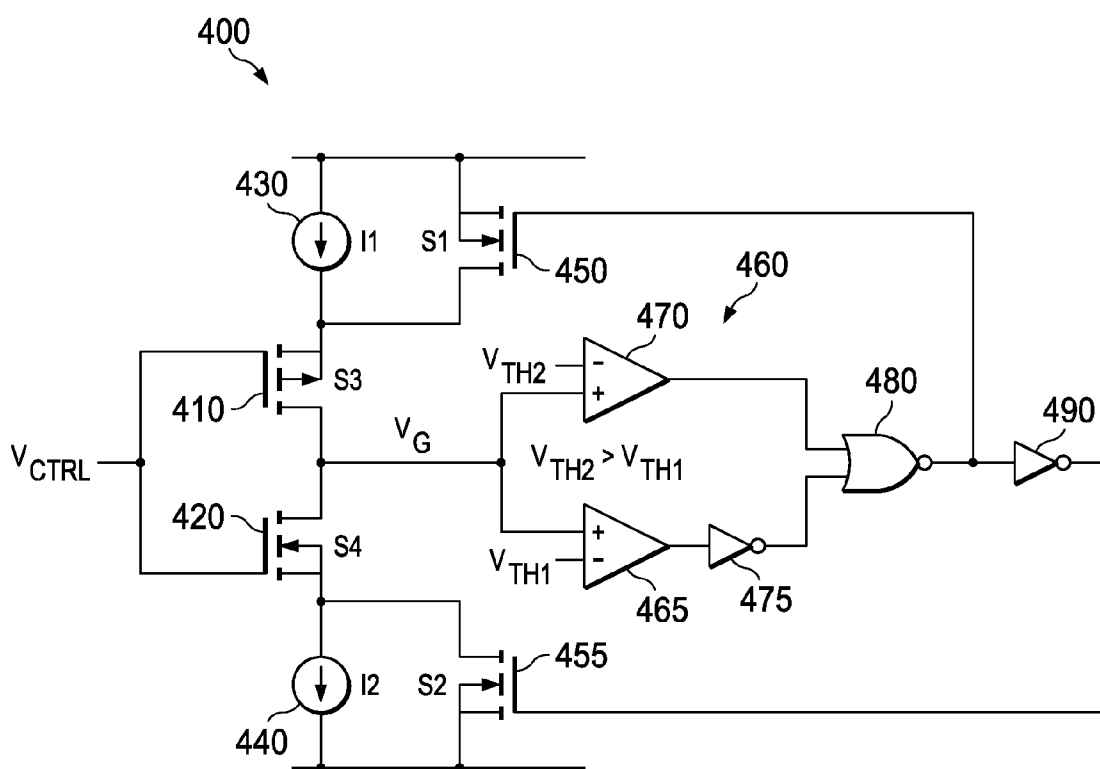 400
430
I1
S1
450
460
470
V_TH2
-
+
480
S3
410
V_G
490
V_CTRL
V_TH2 > V_TH1
420
S4
+
V_TH1
-
465
475
455
I2
S2
440